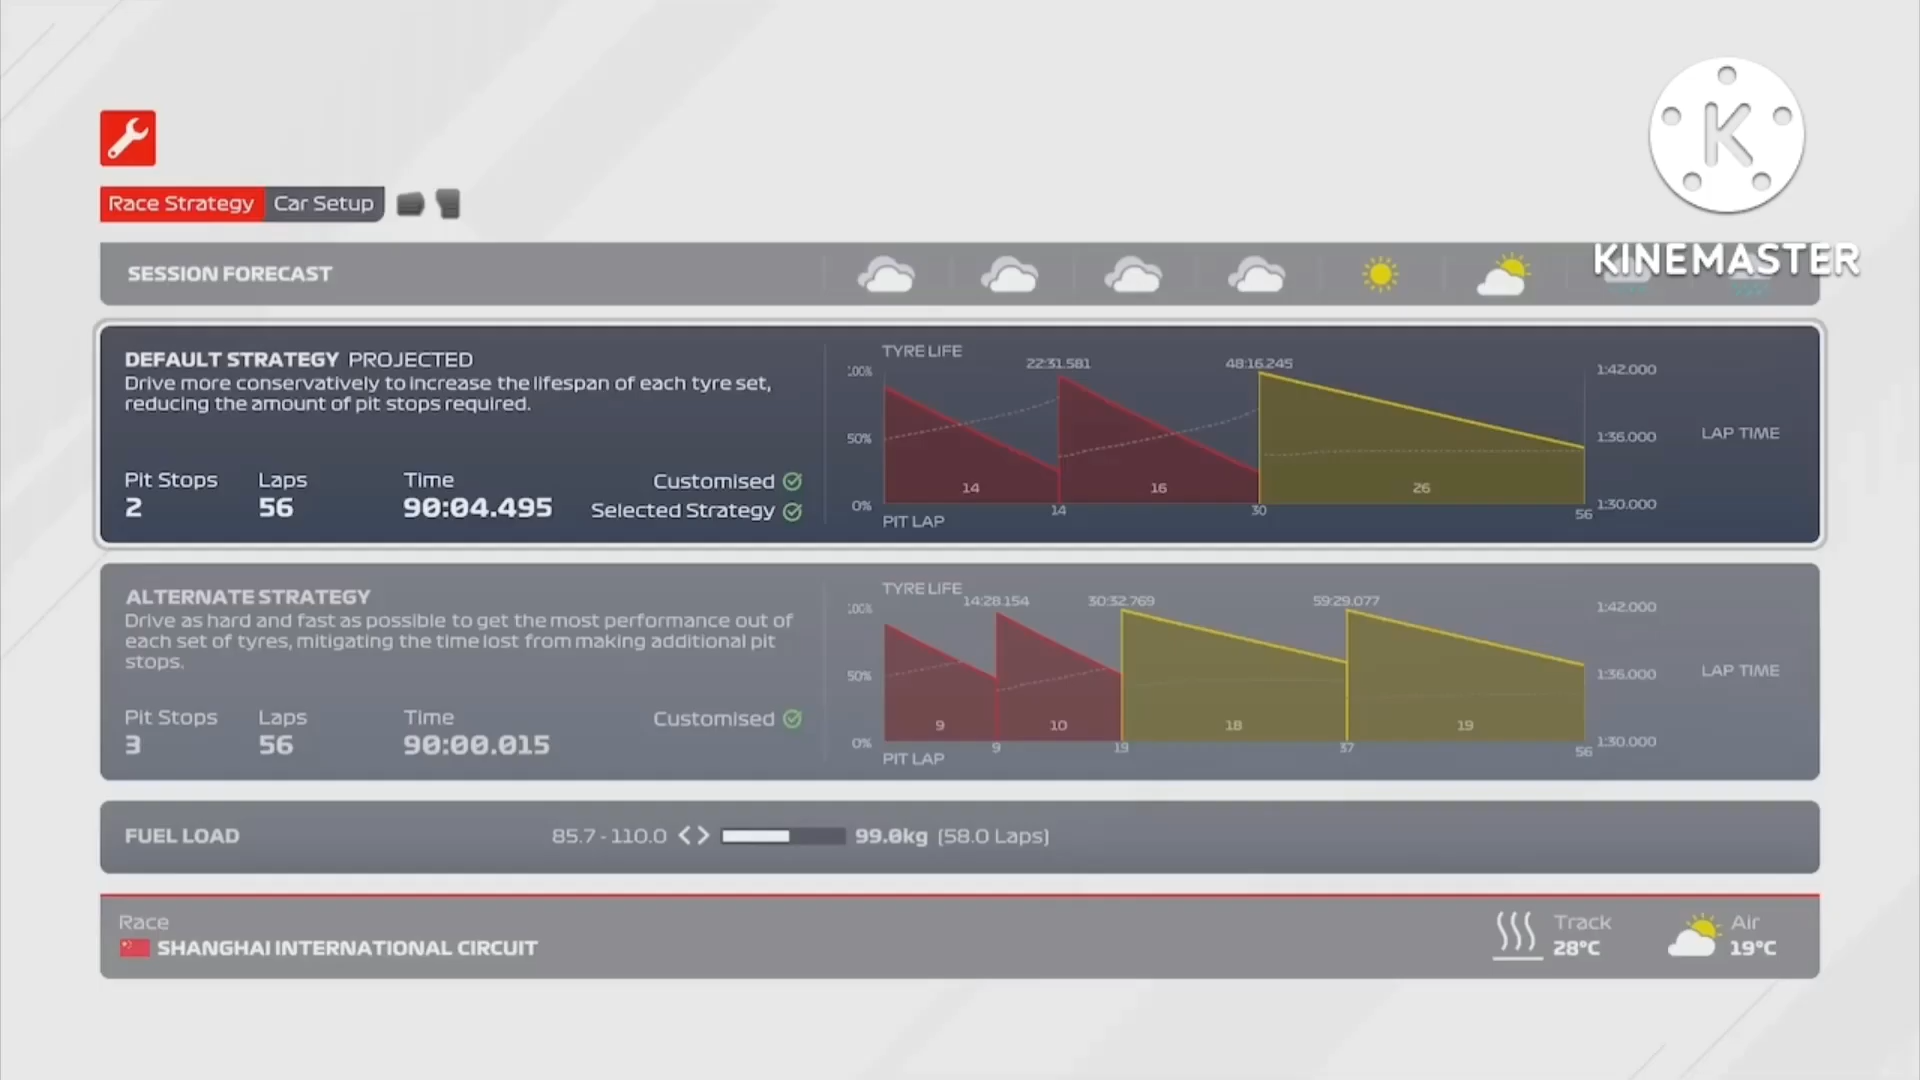 K
KINEMASTER
Race Strategy Car Setup
SESSION FORECAST
DEFAULT STRATEGY PROJECTED
Drive more conservatively to increase the lifespan of each tyre set,
reducing the amount of pit stops required.
Pit Stops Laps Time Customised
2 56 90:04.495 Selected Strategy
TYRE LIFE
22:31.581 48:16.245
100% 1:42.000
50% 1:36.000 LAP TIME
14 16 26
0% 14 30 56 1:30.000
PIT LAP
ALTERNATE STRATEGY
Drive as hard and fast as possible to get the most performance out of
each set of tyres, mitigating the time lost from making additional pit
stops.
Pit Stops Laps Time Customised
3 56 90:00.015
TYRE LIFE
14:28.154 30:32.769 59:29.077
100% 1:42.000
50% 1:36.000 LAP TIME
9 10 18 19
0% 9 19 37 56 1:30.000
PIT LAP
FUEL LOAD 85.7 - 110.0 <> 99.0kg (58.0 Laps)
Race
SHANGHAI INTERNATIONAL CIRCUIT
Track
28°C
Air
19°C